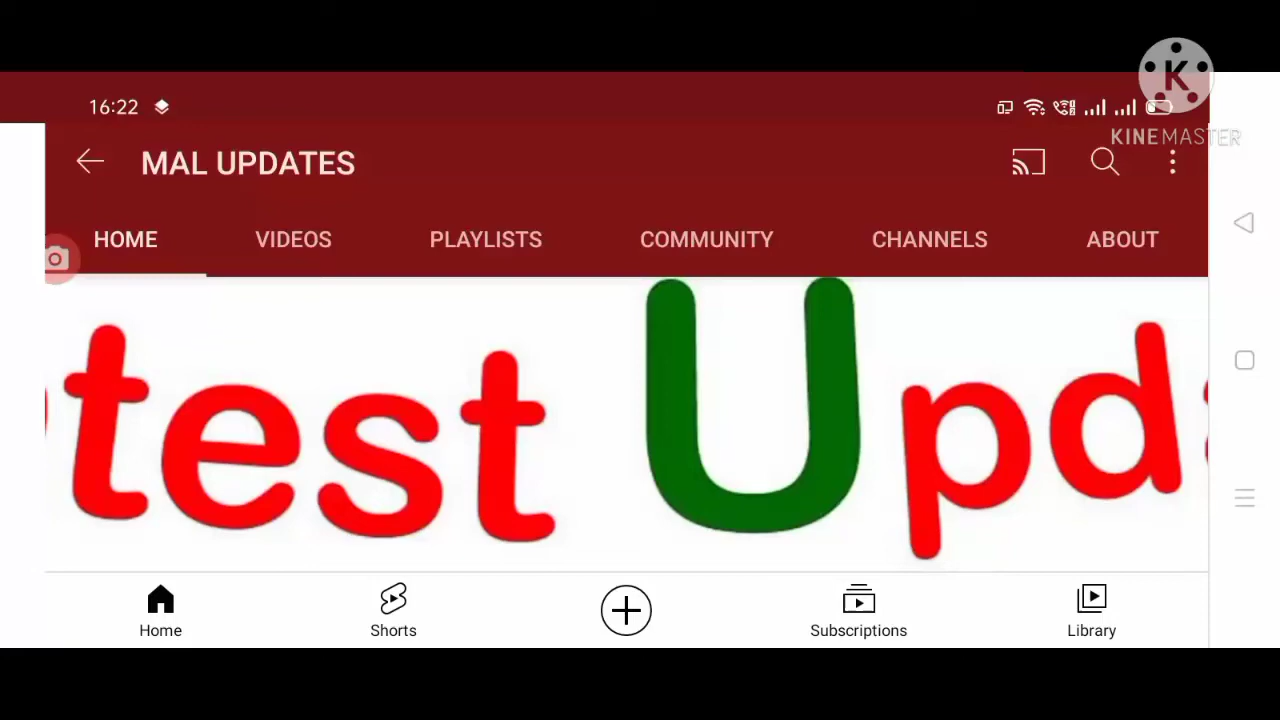 16:22
KINEMASTER
MAL UPDATES
HOME VIDEOS PLAYLISTS COMMUNITY CHANNELS ABOUT
test Upd
Home Shorts Subscriptions Library